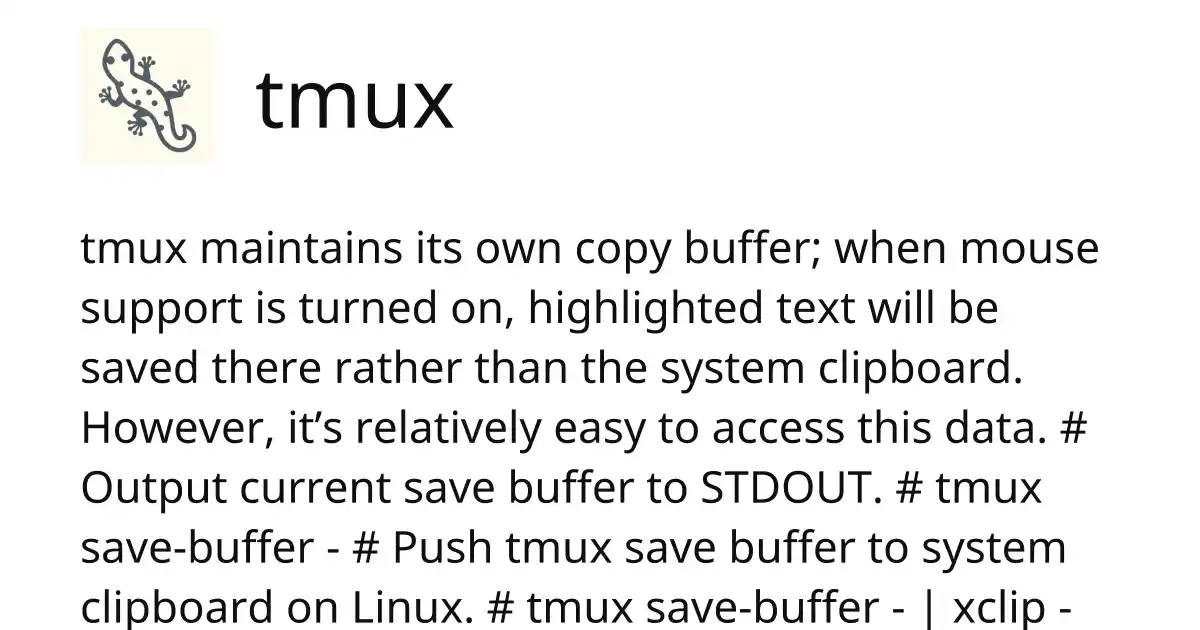 tmux
tmux maintains its own copy buffer; when mouse
support is turned on, highlighted text will be
saved there rather than the system clipboard.
However, it’s relatively easy to access this data. #
Output current save buffer to STDOUT. # tmux
save-buffer - # Push tmux save buffer to system
clipboard on Linux. # tmux save-buffer - | xclip -